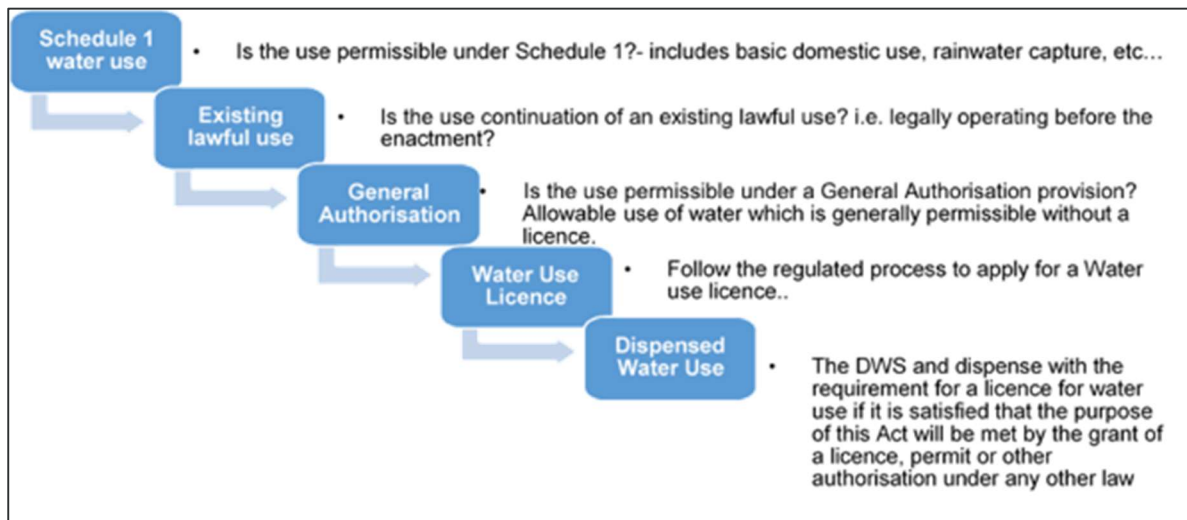 Schedule 1
water use
• Is the use permissible under Schedule 1?- includes basic domestic use, rainwater capture, etc...
Existing
lawful use
• Is the use continuation of an existing lawful use? i.e. legally operating before the
enactment?
General
Authorisation
• Is the use permissible under a General Authorisation provision?
Allowable use of water which is generally permissible without a
licence.
Water Use
Licence
• Follow the regulated process to apply for a Water
use licence..
Dispensed
Water Use
• The DWS and dispense with the
requirement for a licence for water
use if it is satisfied that the purpose
of this Act will be met by the grant of
a licence, permit or other
authorisation under any other law